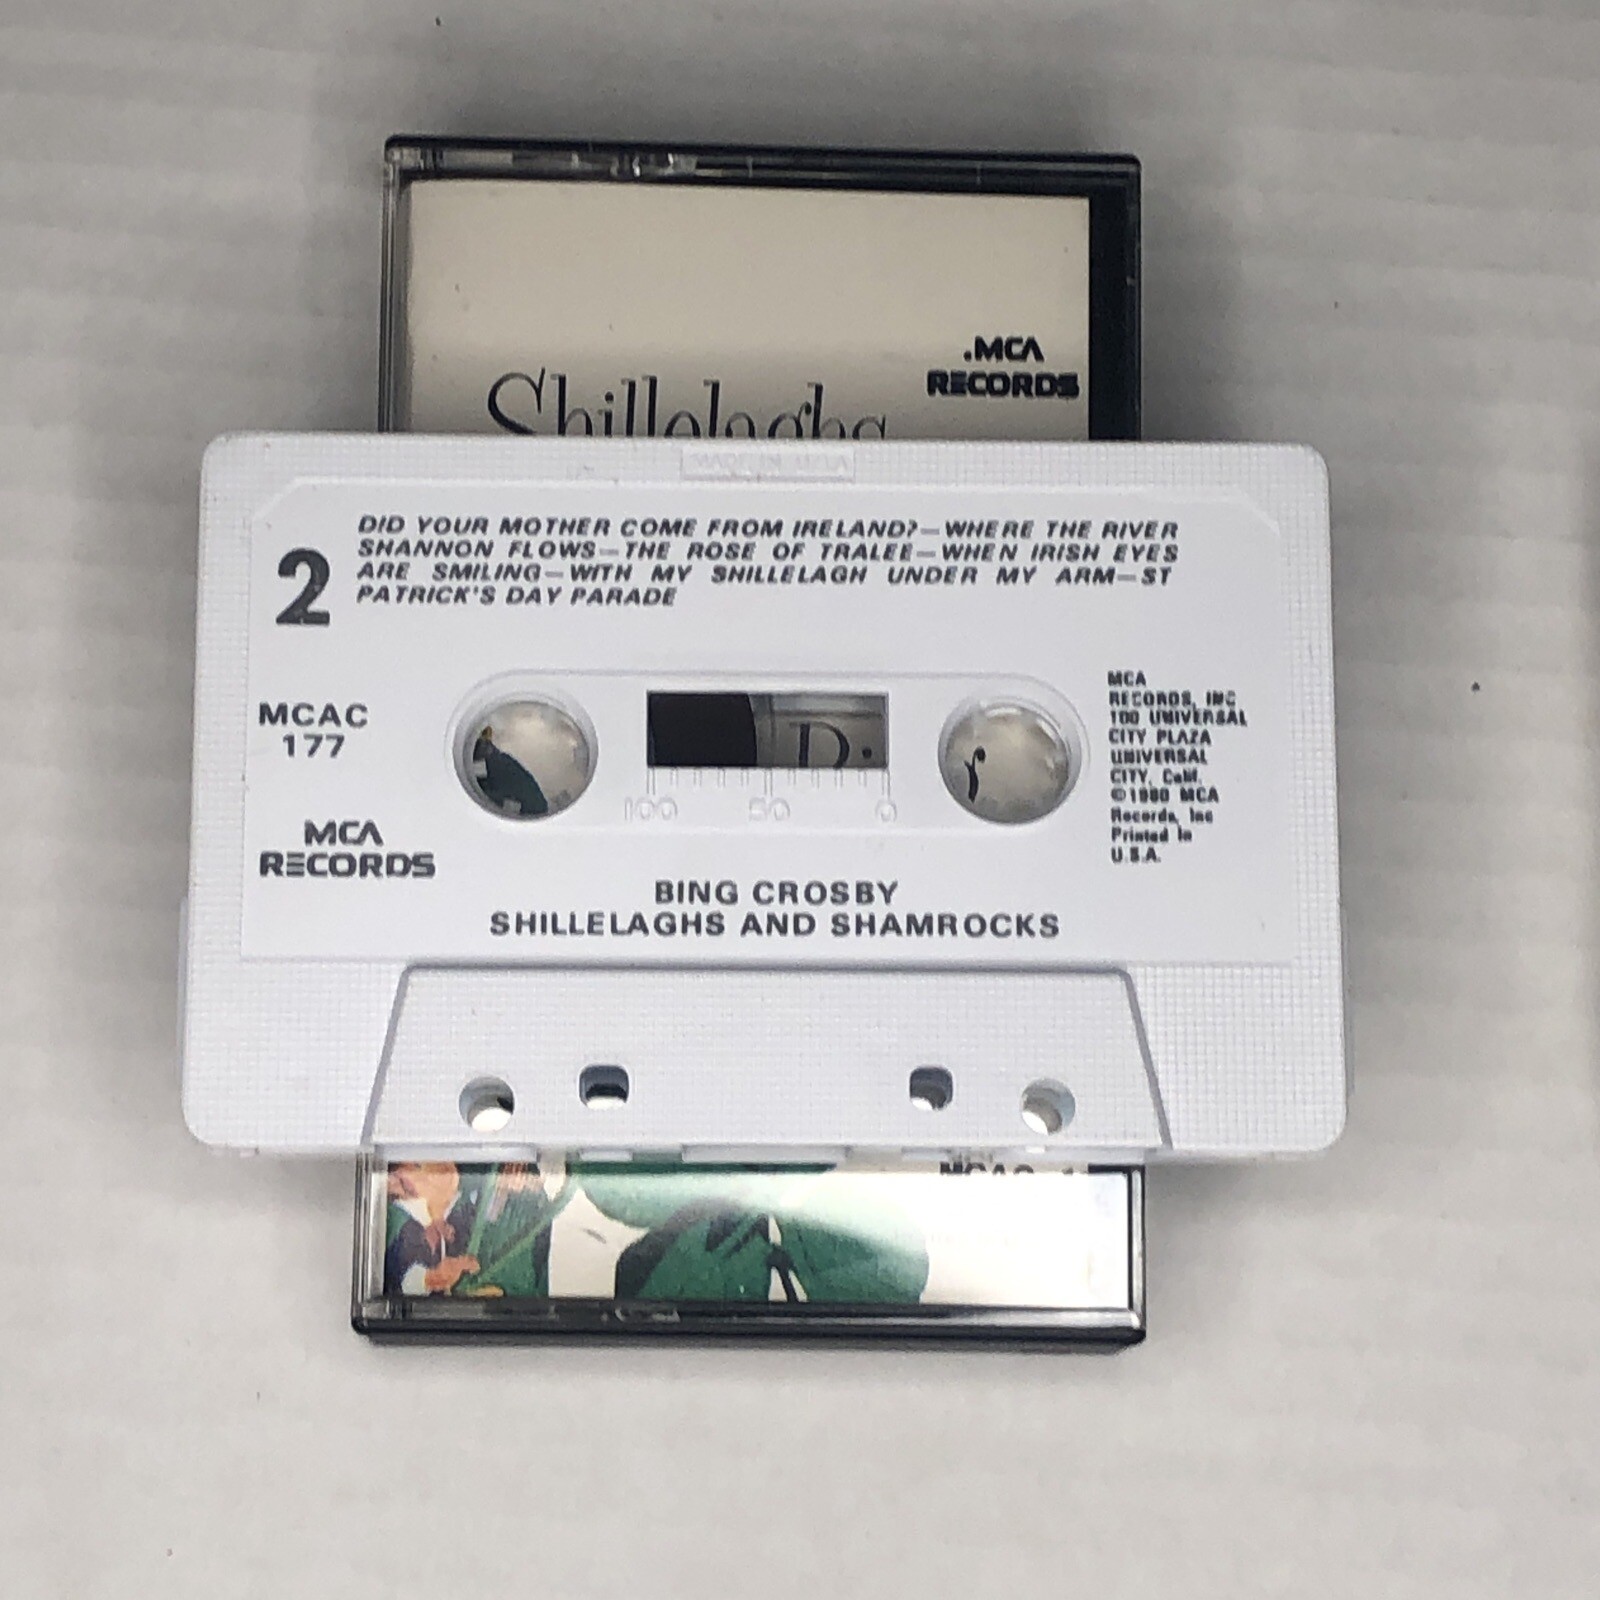 .MCA
RECORDS
Shillelaghs
MADE IN U.S.A.
2
DID YOUR MOTHER COME FROM IRELAND?—WHERE THE RIVER
SHANNON FLOWS—THE ROSE OF TRALEE—WHEN IRISH EYES
ARE SMILING—WITH MY SHILLELAGH UNDER MY ARM—ST
PATRICK'S DAY PARADE
MCAC
177
MCA
RECORDS
D.
r
100 50 0
MCA
RECORDS, INC
100 UNIVERSAL
CITY PLAZA
UNIVERSAL
CITY, Calif.
©1980 MCA
Records, Inc
Printed In
U.S.A.
BING CROSBY
SHILLELAGHS AND SHAMROCKS
MCAC